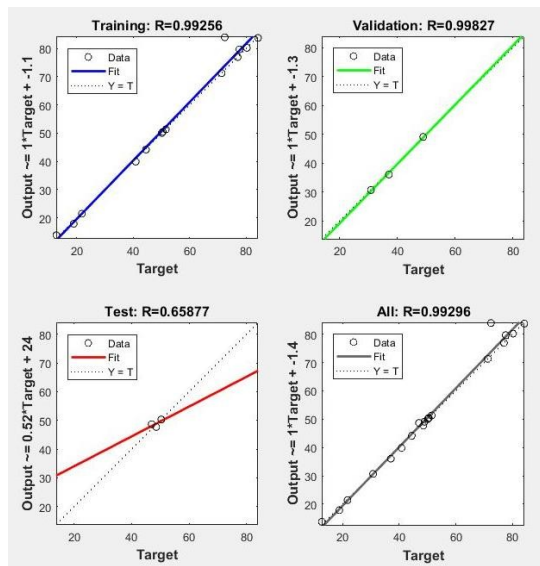 Training: R=0.99256
Output ~= 1*Target + -1.1
80
70
60
50
40
30
20
Data
Fit
Y = T
20
40
60
80
Target
Validation: R=0.99827
Output ~= 1*Target + -1.3
80
70
60
50
40
30
20
Data
Fit
Y = T
20
40
60
80
Target
Test: R=0.65877
Output ~= 0.52*Target + 24
80
70
60
50
40
30
20
Data
Fit
Y = T
20
40
60
80
Target
All: R=0.99296
Output ~= 1*Target + -1.4
80
70
60
50
40
30
20
Data
Fit
Y = T
20
40
60
80
Target